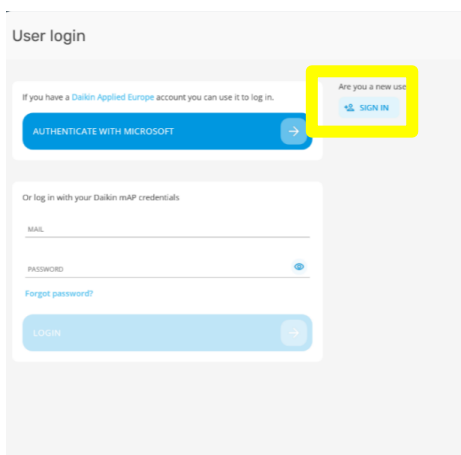 User login
If you have a Daikin Applied Europe account you can use it to log in.
AUTHENTICATE WITH MICROSOFT
Are you a new use
SIGN IN
Or log in with your Daikin mAP credentials
MAIL
PASSWORD
Forgot password?
LOGIN